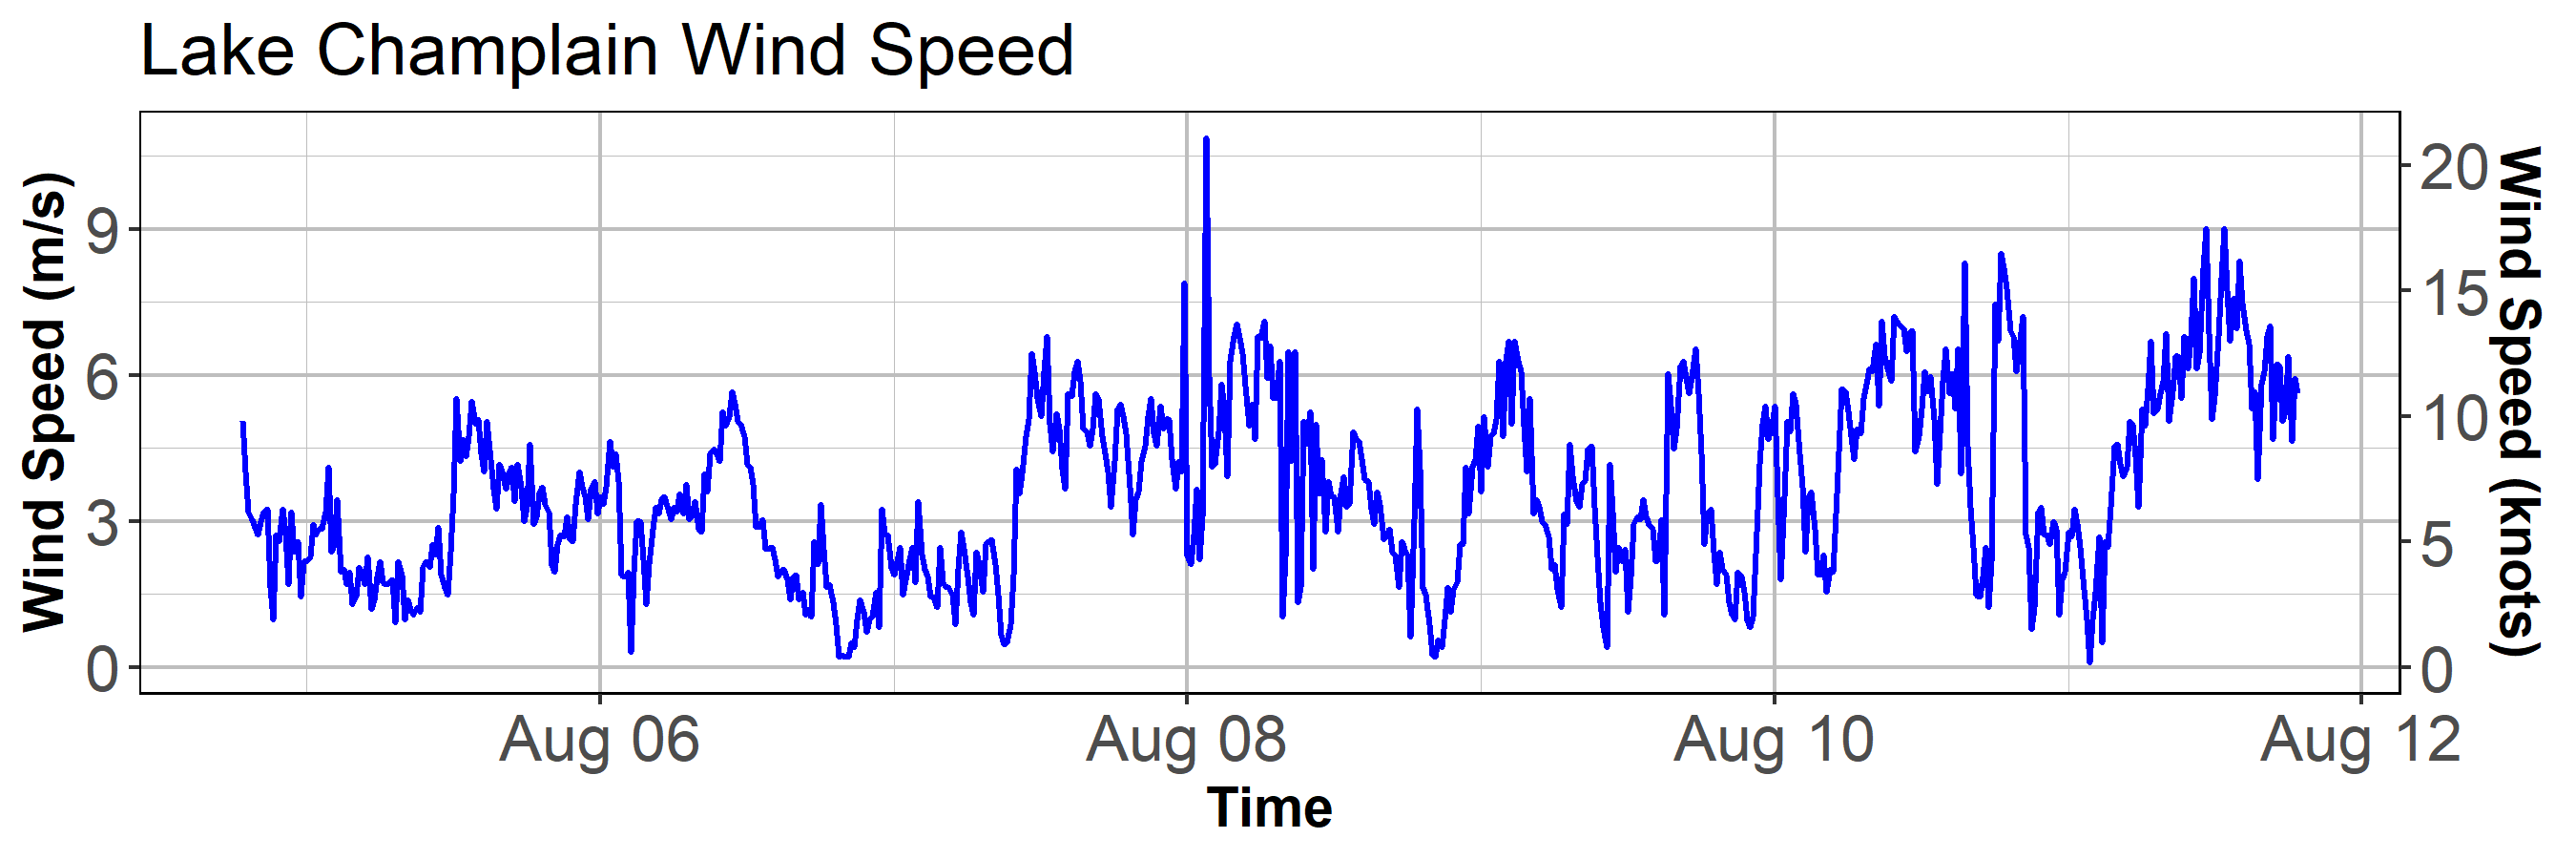 Lake Champlain Wind Speed
Wind Speed (m/s)
9
6
3
0
20
15
10
5
0
Wind Speed (knots)
Aug 06
Aug 08
Aug 10
Aug 12
Time